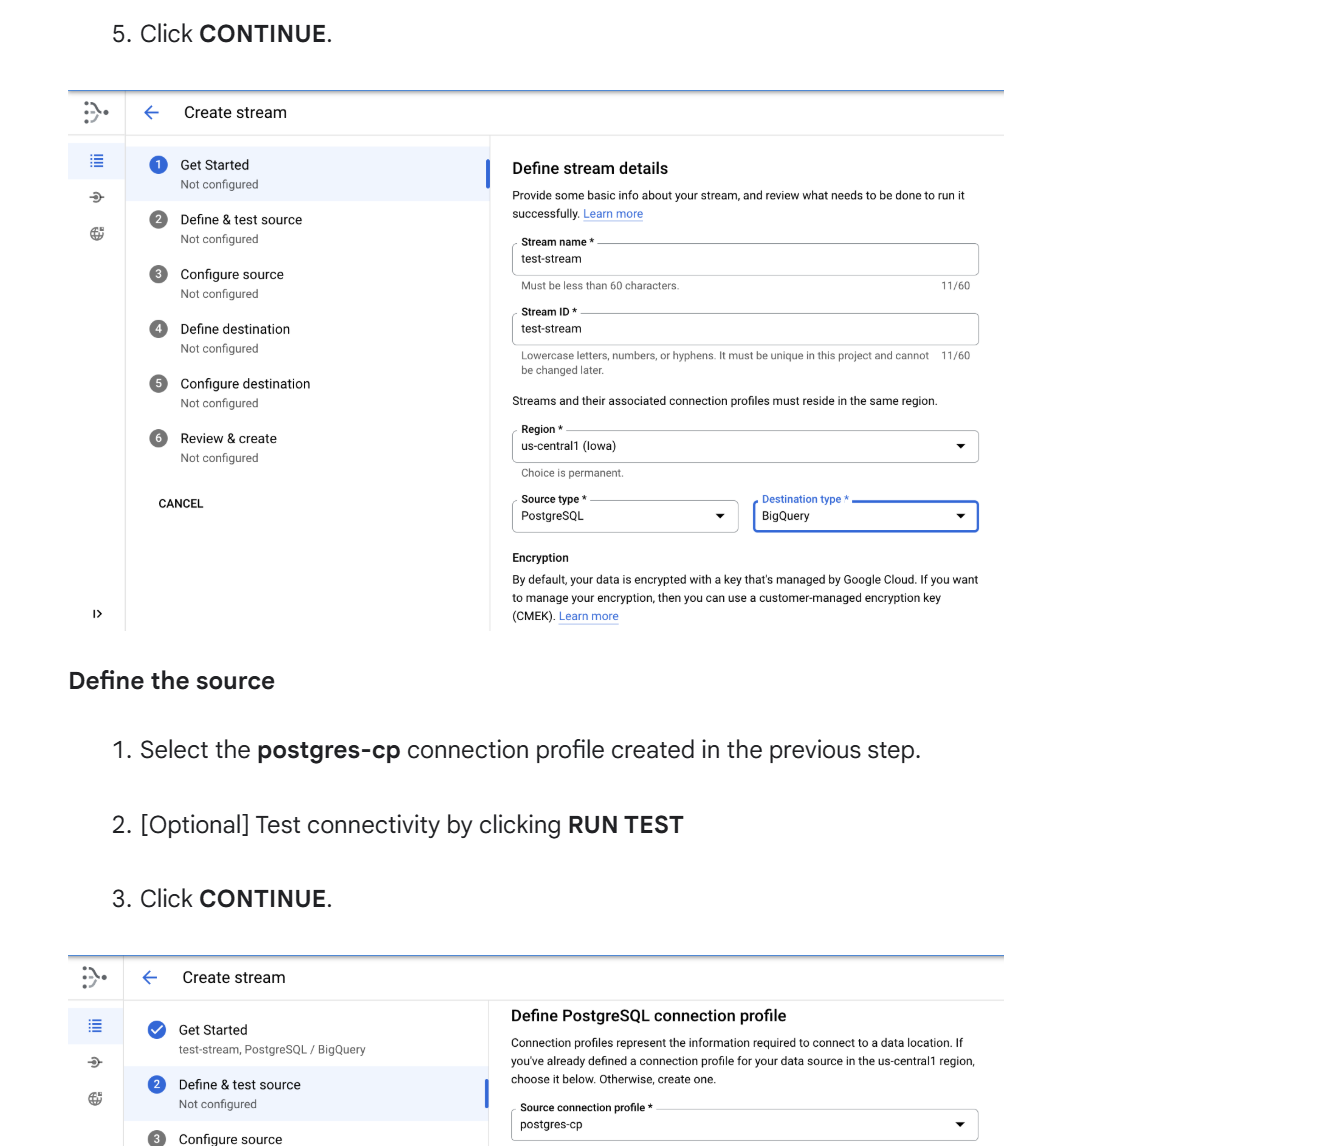 5. Click CONTINUE.
Create stream
1 Get Started
Not configured
2 Define & test source
Not configured
3 Configure source
Not configured
4 Define destination
Not configured
5 Configure destination
Not configured
6 Review & create
Not configured
CANCEL
Define stream details
Provide some basic info about your stream, and review what needs to be done to run it
successfully. Learn more
Stream name *
test-stream
Must be less than 60 characters. 11/60
Stream ID *
test-stream
Lowercase letters, numbers, or hyphens. It must be unique in this project and cannot 11/60
be changed later.
Streams and their associated connection profiles must reside in the same region.
Region *
us-central1 (Iowa)
Choice is permanent.
Source type * Destination type *
PostgreSQL BigQuery
Encryption
By default, your data is encrypted with a key that's managed by Google Cloud. If you want
to manage your encryption, then you can use a customer-managed encryption key
(CMEK). Learn more
Define the source
1. Select the postgres-cp connection profile created in the previous step.
2. [Optional] Test connectivity by clicking RUN TEST
3. Click CONTINUE.
Create stream
Get Started
test-stream, PostgreSQL / BigQuery
2 Define & test source
Not configured
3 Configure source
Define PostgreSQL connection profile
Connection profiles represent the information required to connect to a data location. If
you've already defined a connection profile for your data source in the us-central1 region,
choose it below. Otherwise, create one.
Source connection profile *
postgres-cp